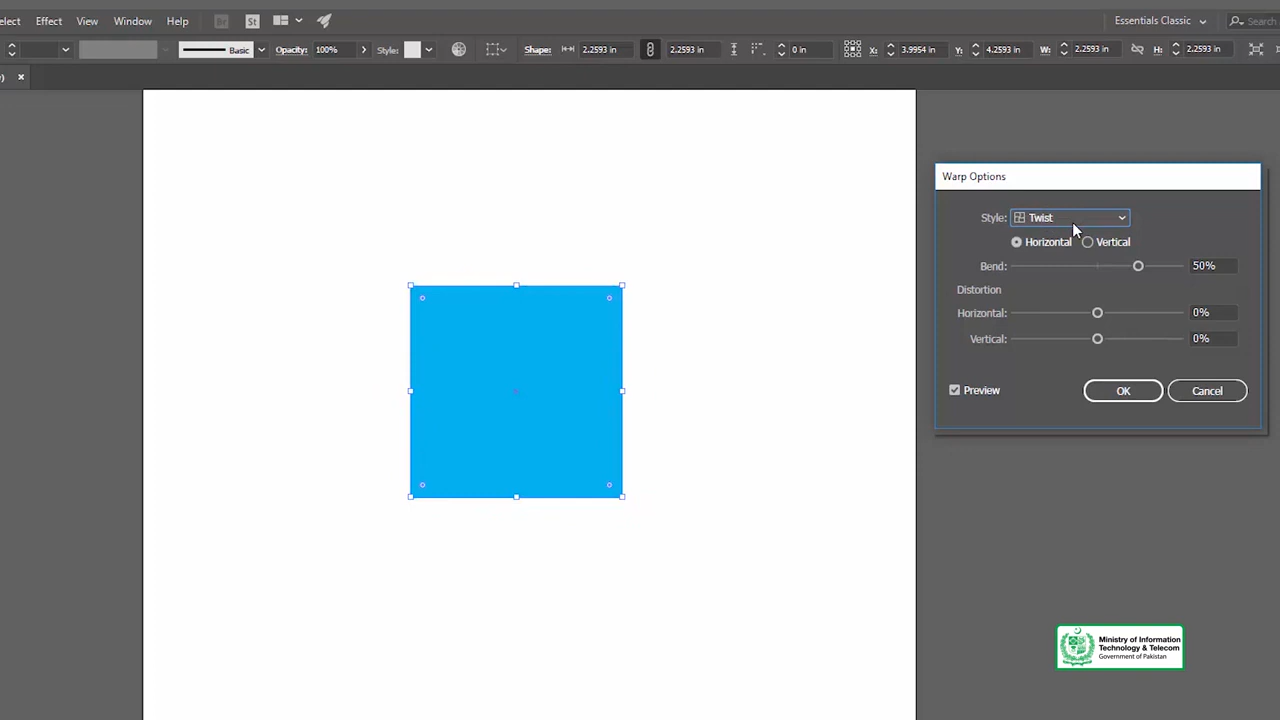 elect Effect View Window Help Br St Essentials Classic Search
Basic Opacity: 100% Style: Shape: 2.2593 in 2.2593 in 0 in X: 3.9954 in Y: 4.2593 in W: 2.2593 in H: 2.2593 in
) ×
Warp Options
Style: Twist
Horizontal Vertical
Bend: 50%
Distortion
Horizontal: 0%
Vertical: 0%
Preview OK Cancel
Ministry of Information
Technology & Telecom
Government of Pakistan